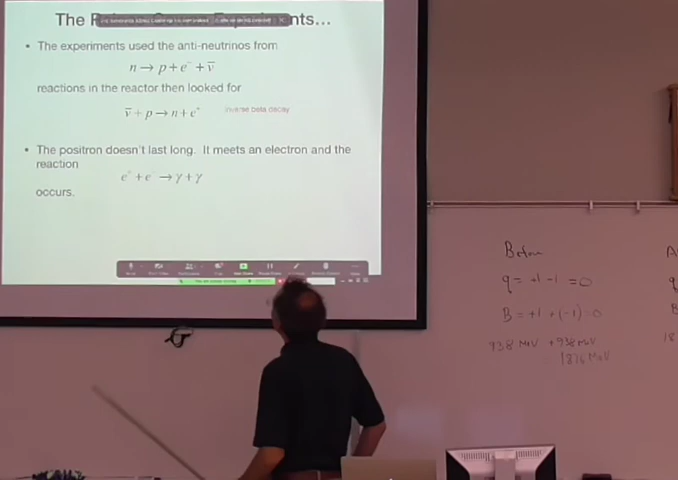 The
nts...
• The experiments used the anti-neutrinos from
n → p + e⁻ + ν̄
reactions in the reactor then looked for
ν̄ + p → n + e⁺ inverse beta decay
• The positron doesn't last long. It meets an electron and the
reaction
e⁺ + e → γ + γ
occurs.
Before
q = +1 -1 = 0
B = +1 + (-1) = 0
938 MeV + 938 MeV
1876 MeV
A
q
B
18